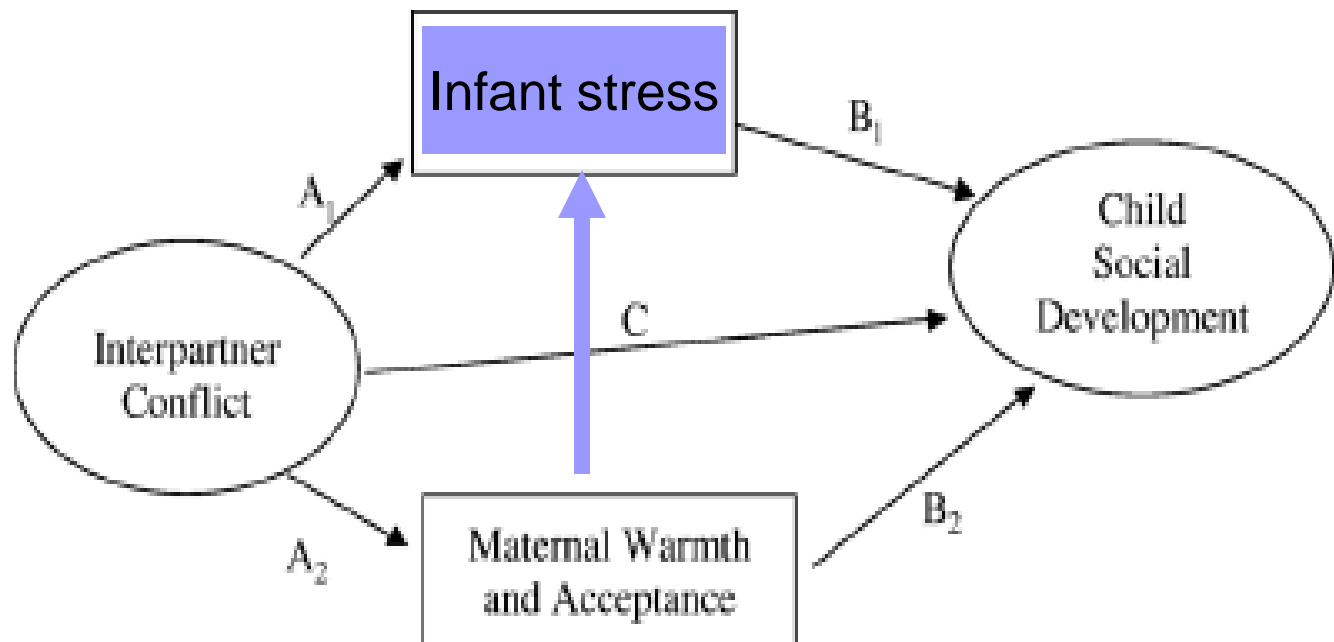 Infant stress
B₁
A₁
Child
Social
Development
C
Interpartner
Conflict
A₂
Maternal Warmth
and Acceptance
B₂